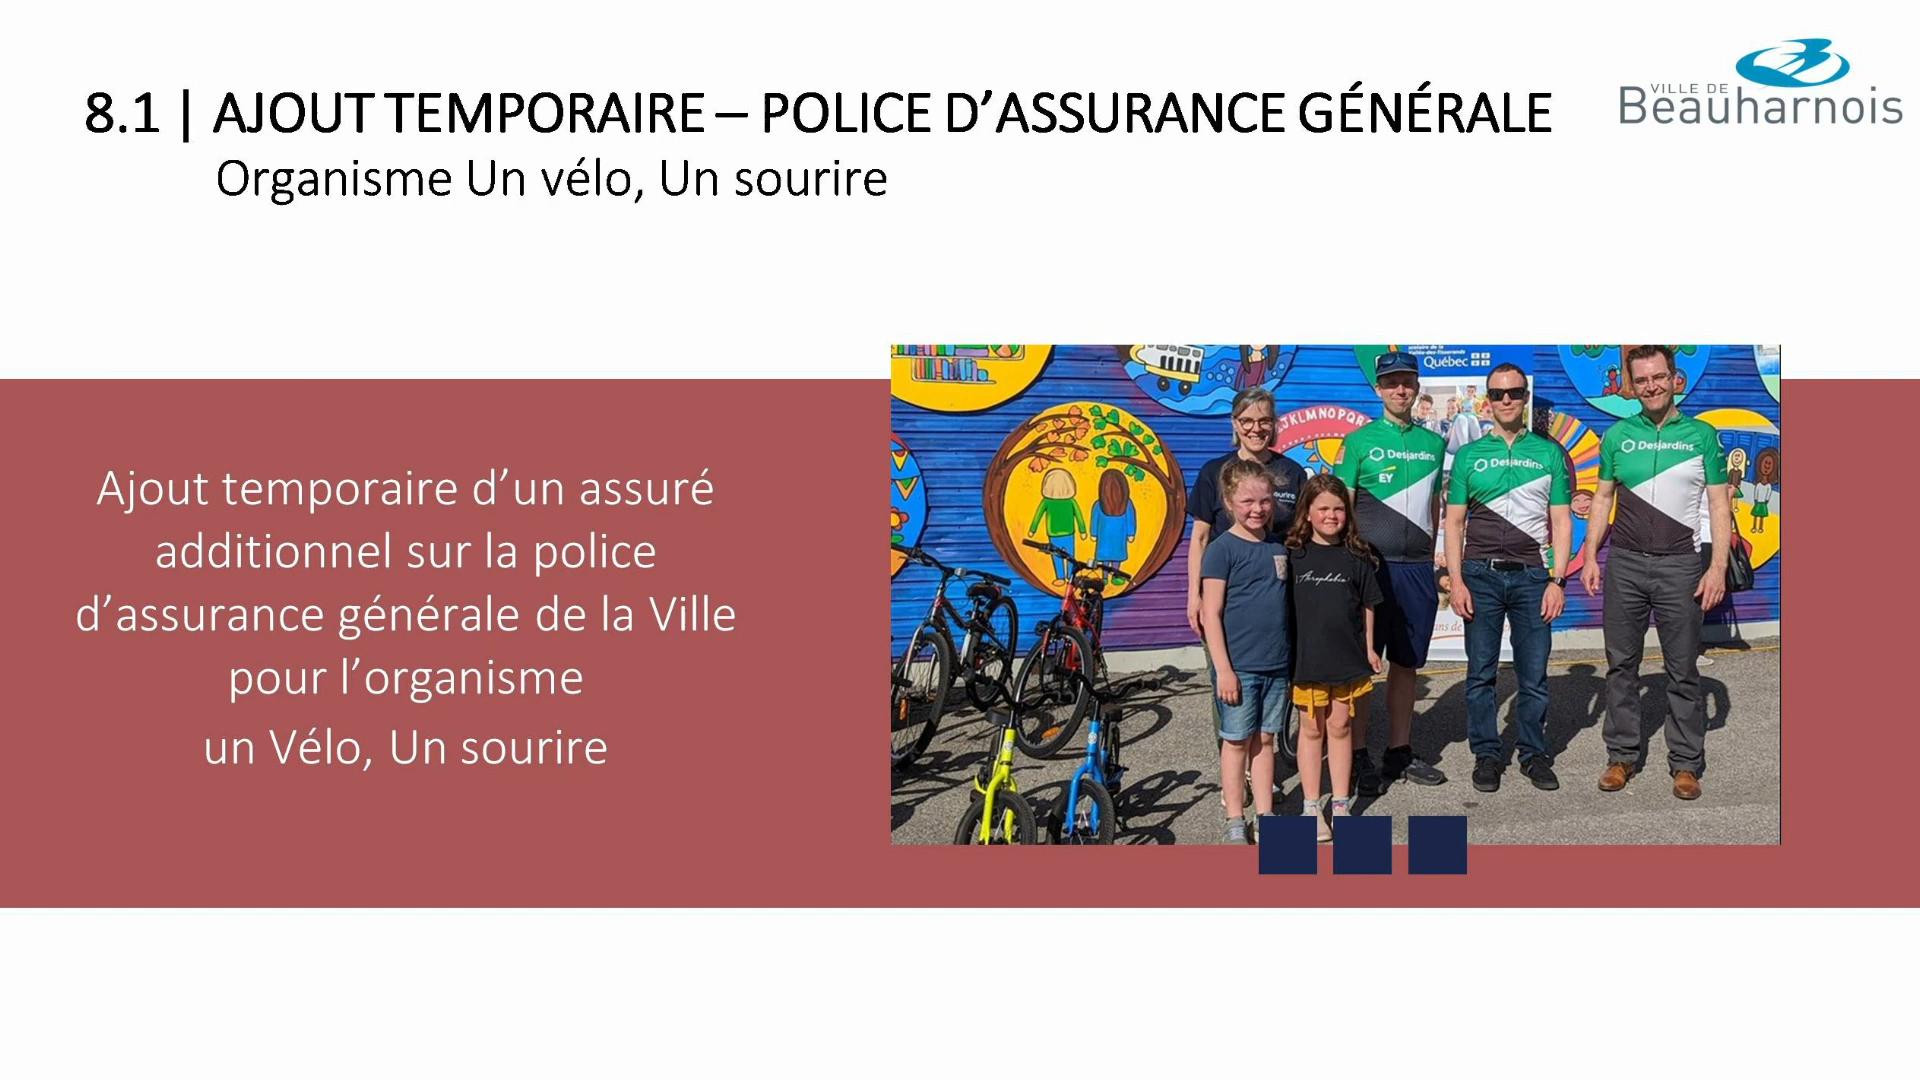 8.1 | AJOUT TEMPORAIRE – POLICE D’ASSURANCE GÉNÉRALE
Organisme Un vélo, Un sourire
VILLE DE
Beauharnois
Ajout temporaire d’un assuré
additionnel sur la police
d’assurance générale de la Ville
pour l’organisme
un Vélo, Un sourire
Québec
JKLMNOPQR
Desjardins
EY
Desjardins
Desjardins
ourire